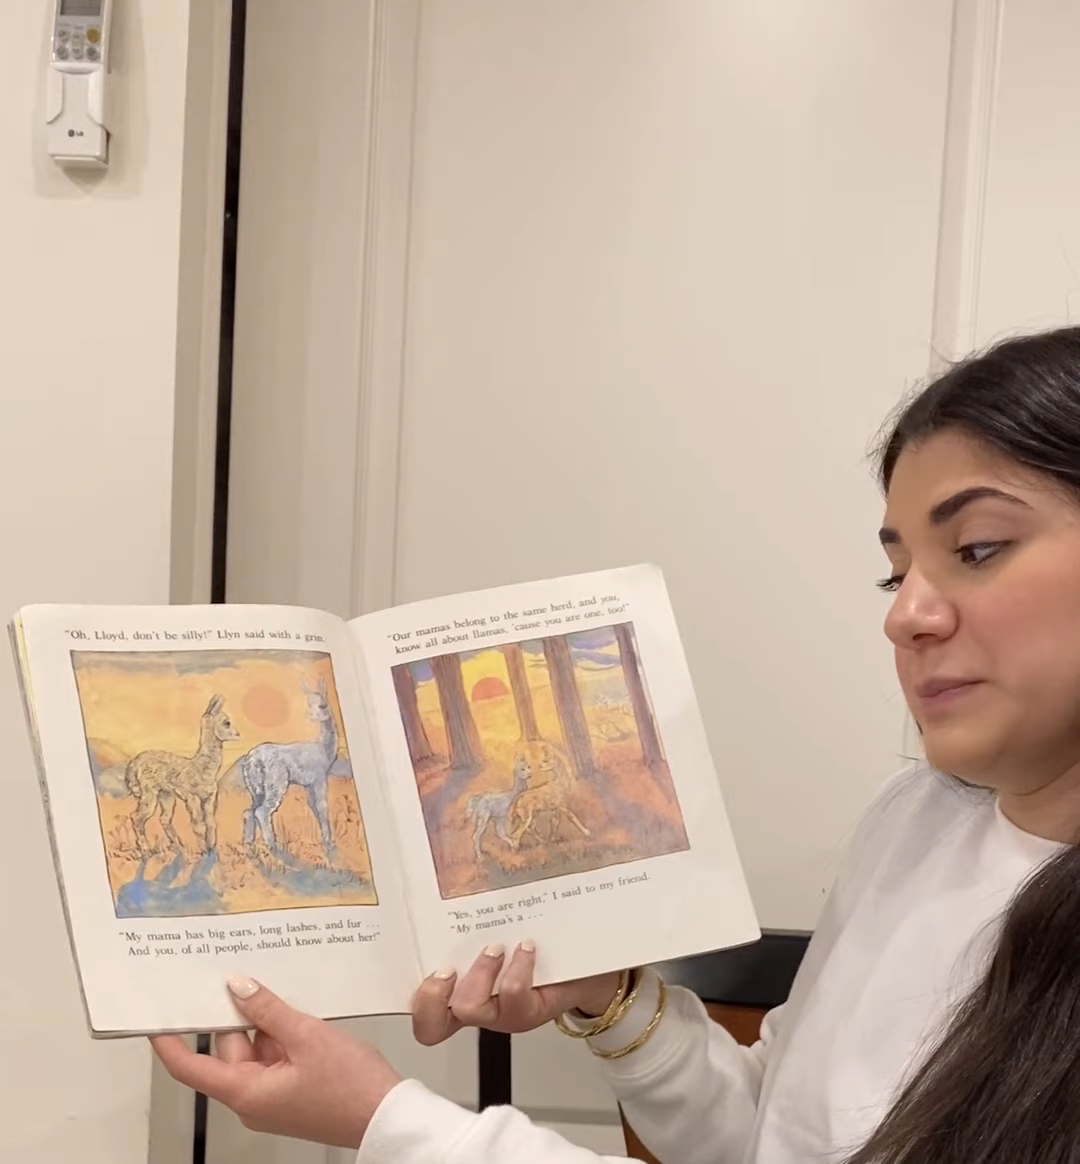 LG
"Oh, Lloyd, don't be silly!" Llyn said with a grin.
"My mama has big ears, long lashes, and fur . . .
And you, of all people, should know about her!"
"Our mamas belong to the same herd, and you,
know all about llamas, 'cause you are one, too!"
"Yes, you are right," I said to my friend.
"My mama's a . . .